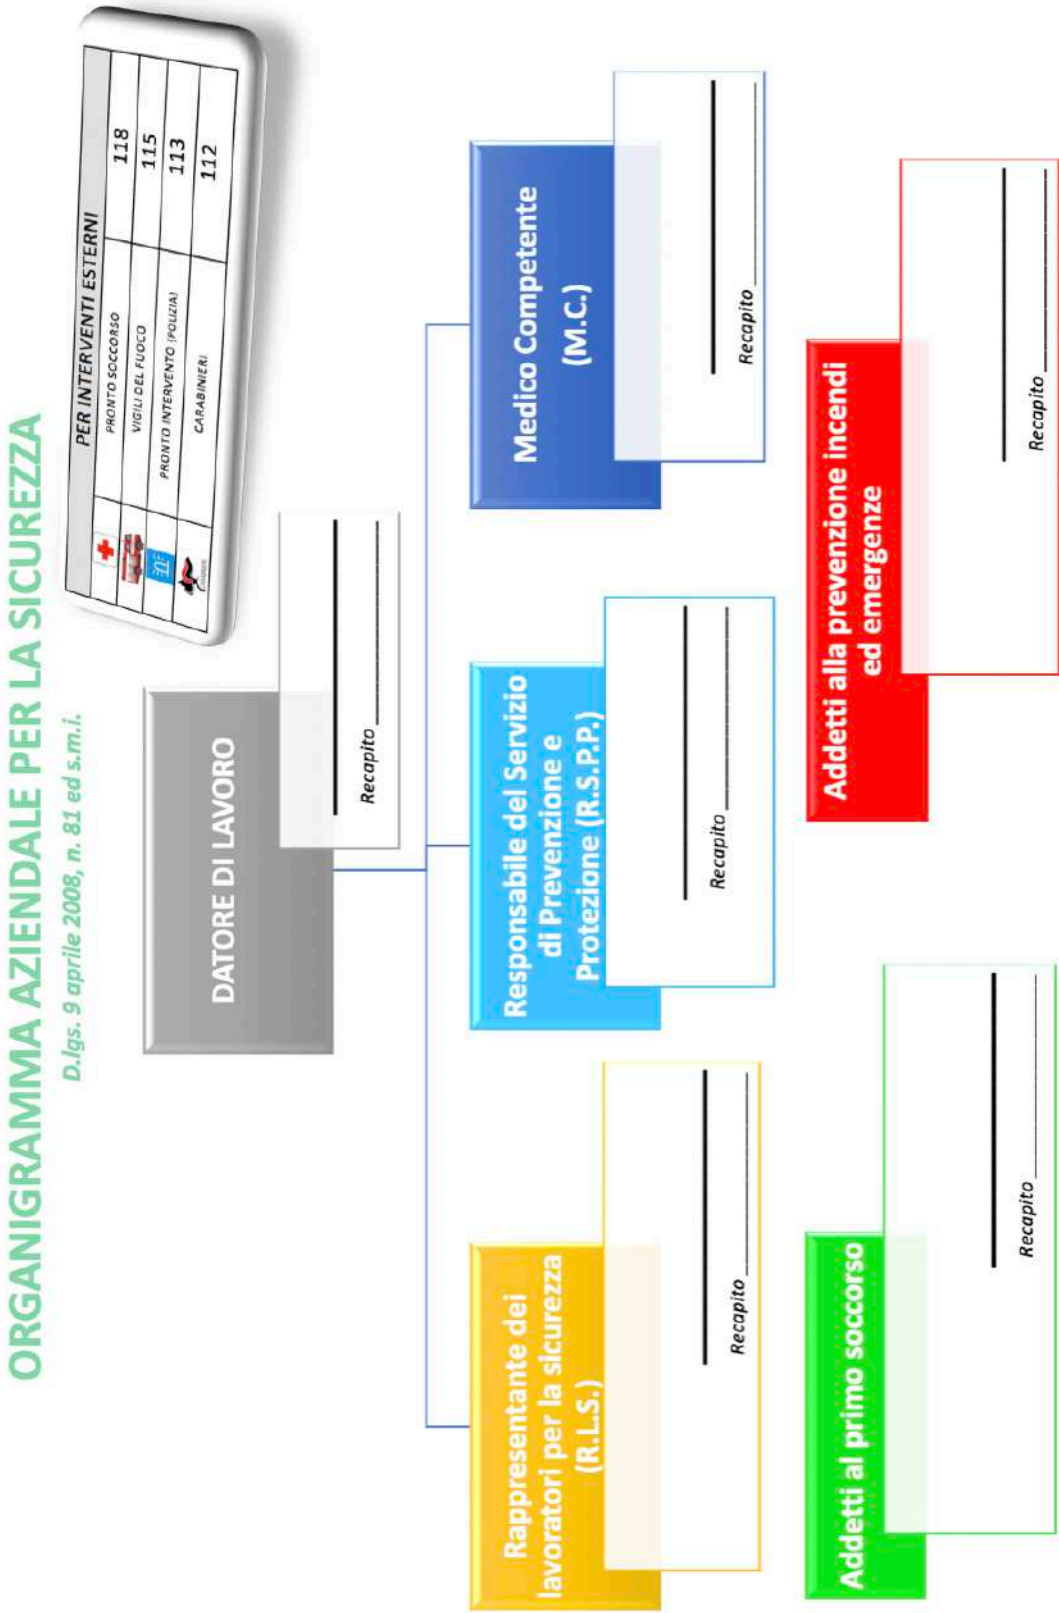 ORGANIGRAMMA AZIENDALE PER LA SICUREZZA
D.lgs. 9 aprile 2008, n. 81 ed s.m.i.
PER INTERVENTI ESTERNI
PRONTO SOCCORSO 118
VIGILI DEL FUOCO 115
PRONTO INTERVENTO (POLIZIA) 113
CARABINIERI 112
DATORE DI LAVORO
Recapito
Rappresentante dei
lavoratori per la sicurezza
(R.L.S.)
Recapito
Responsabile del Servizio
di Prevenzione e
Protezione (R.S.P.P.)
Recapito
Medico Competente
(M.C.)
Recapito
Addetti al primo soccorso
Recapito
Addetti alla prevenzione incendi
ed emergenze
Recapito